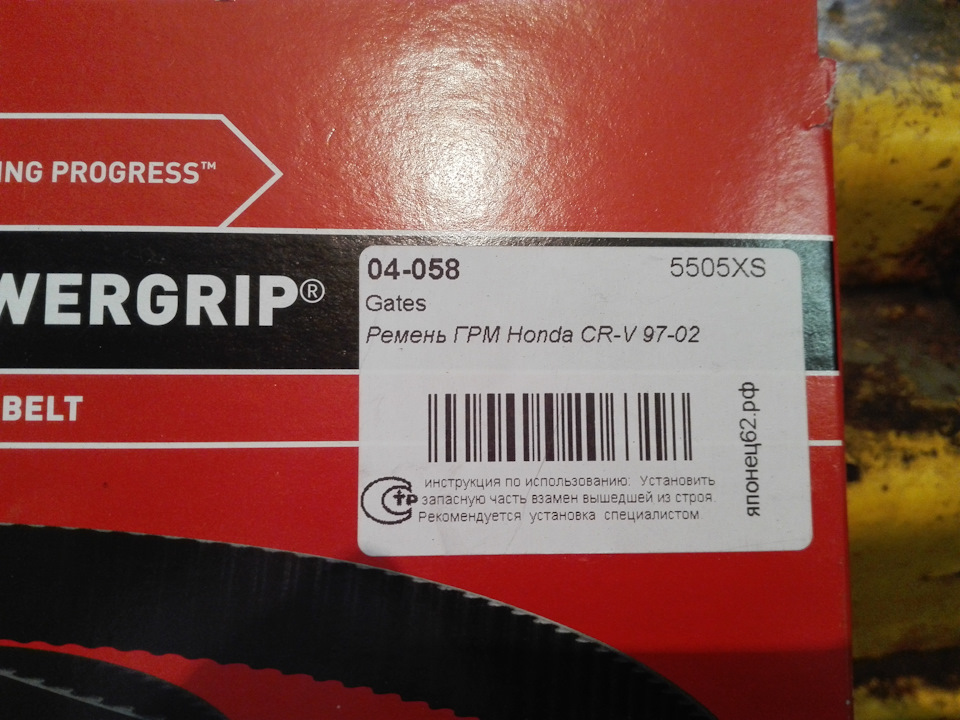 ING PROGRESS™
WERGRIP®
BELT
04-058 5505XS
Gates
Ремень ГРМ Honda CR-V 97-02
инструкция по использованию: Установить
запасную часть взамен вышедшей из строя.
Рекомендуется установка специалистом
японец62.рф